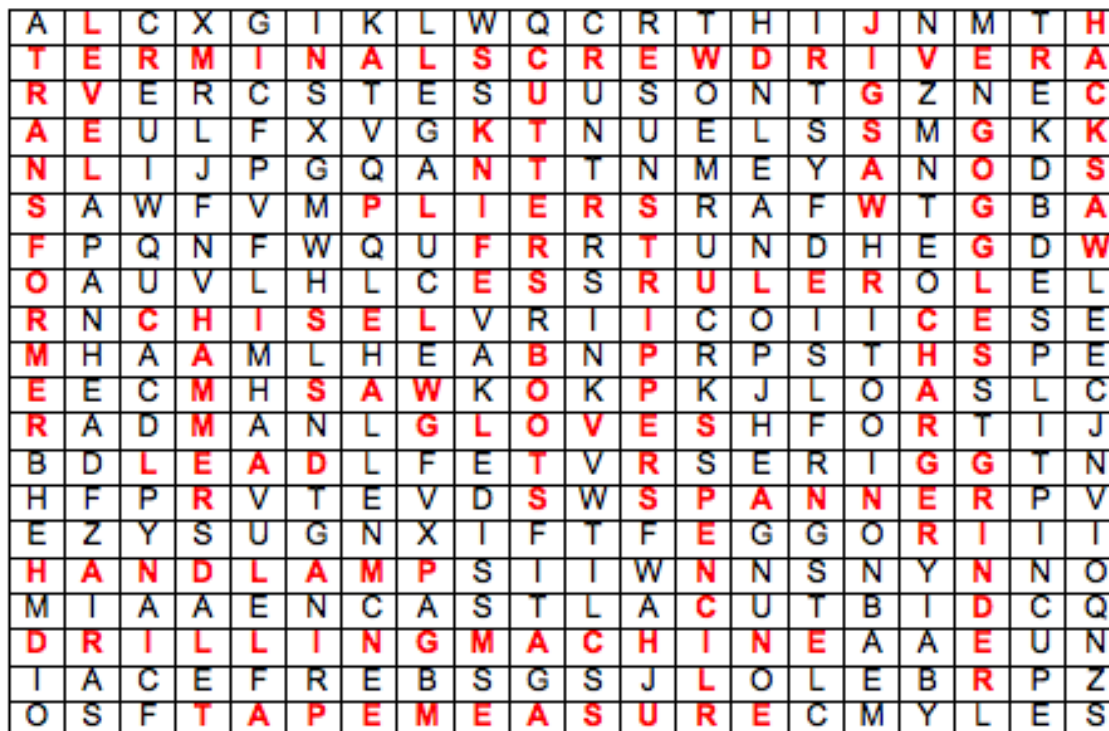 A L C X G I K L W Q C R T H I J N M T H
T E R M I N A L S C R E W D R I V E R A
R V E R C S T E S U U S O N T G Z N E C
A E U L F X V G K T N U E L S S M G K K
N L I J P G Q A N T T N M E Y A N O D S
S A W F V M P L I E R S R A F W T G B A
F P Q N F W Q U F R R T U N D H E G D W
O A U V L H L C E S S R U L E R O L E L
R N C H I S E L V R I I C O I I C E S E
M H A A M L H E A B N P R P S T H S P E
E E C M H S A W K O K P K J L O A S L C
R A D M A N L G L O V E S H F O R T I J
B D L E A D L F E T V R S E R I G G T N
H F P R V T E V D S W S P A N N E R P V
E Z Y S U G N X I F T F E G G O R I I I
H A N D L A M P S I I W N N S N Y N N O
M I A A E N C A S T L A C U T B I D C Q
D R I L L I N G M A C H I N E A A E U N
I A C E F R E B S G S J L O L E B R P Z
O S F T A P E M E A S U R E C M Y L E S